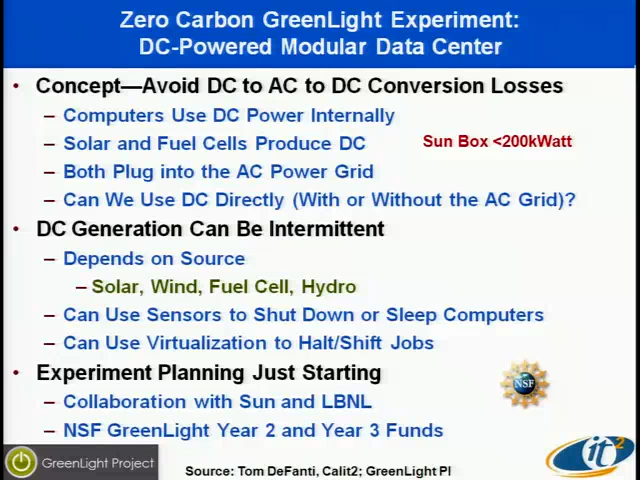 Zero Carbon GreenLight Experiment:
DC-Powered Modular Data Center
• Concept—Avoid DC to AC to DC Conversion Losses
– Computers Use DC Power Internally
– Solar and Fuel Cells Produce DC
Sun Box <200kWatt
– Both Plug into the AC Power Grid
– Can We Use DC Directly (With or Without the AC Grid)?
• DC Generation Can Be Intermittent
– Depends on Source
– Solar, Wind, Fuel Cell, Hydro
– Can Use Sensors to Shut Down or Sleep Computers
– Can Use Virtualization to Halt/Shift Jobs
• Experiment Planning Just Starting
– Collaboration with Sun and LBNL
– NSF GreenLight Year 2 and Year 3 Funds
NSF
GreenLight Project
Source: Tom DeFanti, Calit2; GreenLight PI
it2